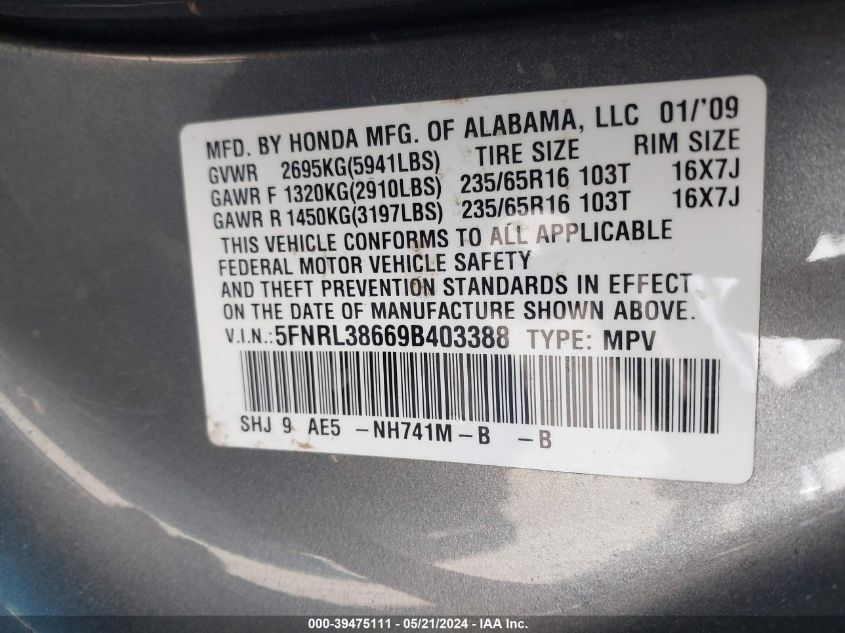 MFD. BY HONDA MFG. OF ALABAMA, LLC 01/'09
GVWR 2695KG(5941LBS) TIRE SIZE RIM SIZE
GAWR F 1320KG(2910LBS) 235/65R16 103T 16X7J
GAWR R 1450KG(3197LBS) 235/65R16 103T 16X7J
THIS VEHICLE CONFORMS TO ALL APPLICABLE
FEDERAL MOTOR VEHICLE SAFETY
AND THEFT PREVENTION STANDARDS IN EFFECT
ON THE DATE OF MANUFACTURE SHOWN ABOVE.
V.I.N.:5FNRL38669B403388 TYPE: MPV
SHJ 9 AE5 -NH741M-B -B
000-39475111 - 05/21/2024 - IAA Inc.